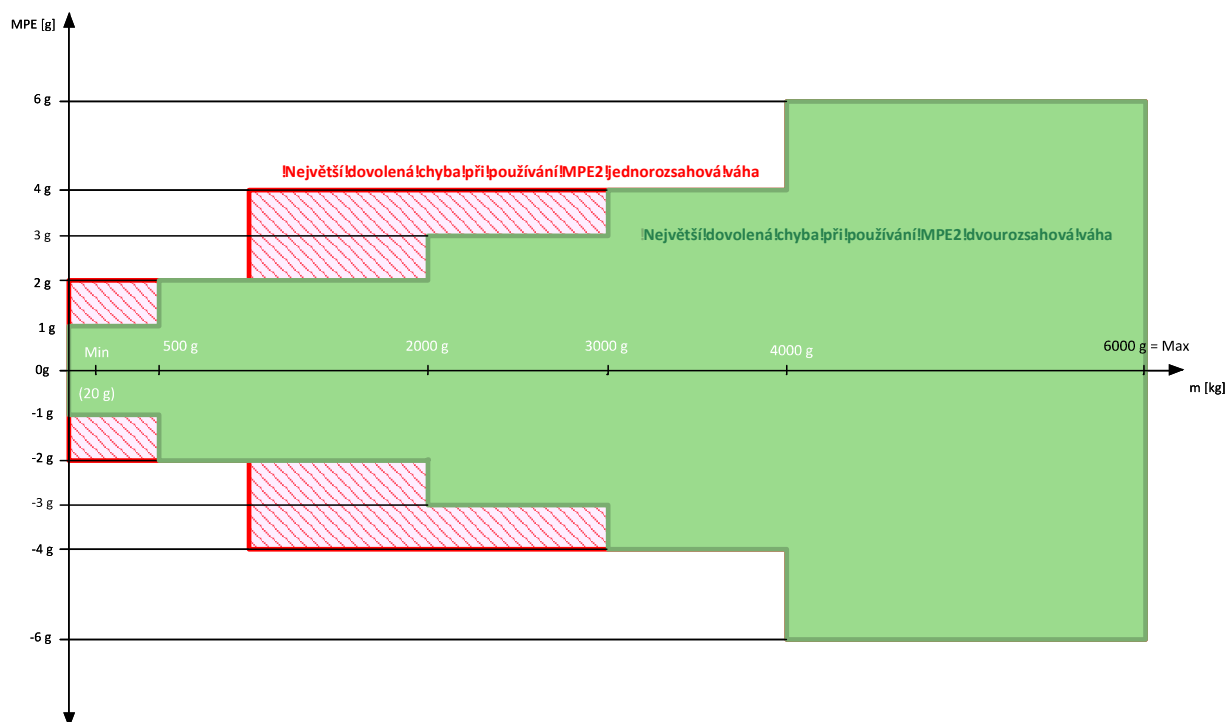 MPE [g]
6 g
!Největší!dovolená!chyba!při!používání!MPE2!jednorozsahová!váha
4 g
3 g
!Největší!dovolená!chyba!při!používání!MPE2!dvourozsahová!váha
2 g
1 g
Min
500 g
2000 g
3000 g
4000 g
6000 g = Max
0g
m [kg]
(20 g)
-1 g
-2 g
-3 g
-4 g
-6 g